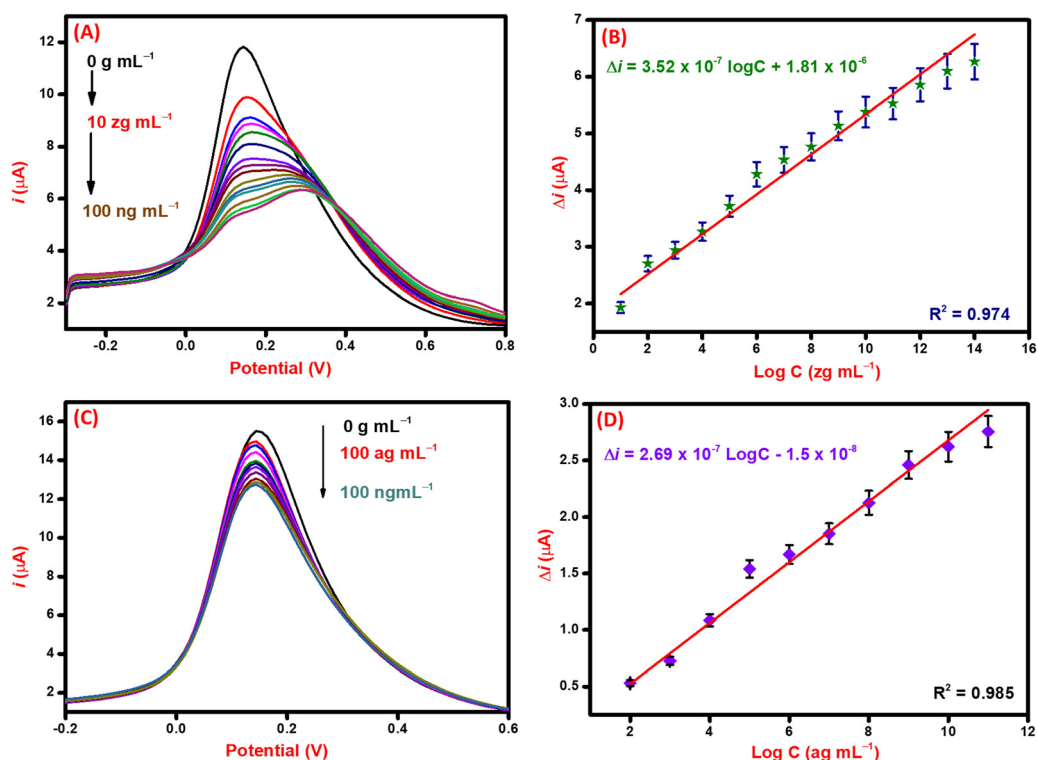 (A)
0 g mL⁻¹
10 zg mL⁻¹
100 ng mL⁻¹
12
10
8
6
4
2
i (μA)
-0.2
0.0
0.2
0.4
0.6
0.8
Potential (V)
(B)
Δi = 3.52 x 10⁻⁷ logC + 1.81 x 10⁻⁶
R² = 0.974
7
6
5
4
3
2
Δi (μA)
0
2
4
6
8
10
12
14
16
Log C (zg mL⁻¹)
(C)
0 g mL⁻¹
100 ag mL⁻¹
100 ngmL⁻¹
16
14
12
10
8
6
4
2
i (μA)
-0.2
0.0
0.2
0.4
0.6
Potential (V)
(D)
Δi = 2.69 x 10⁻⁷ LogC - 1.5 x 10⁻⁸
R² = 0.985
3.0
2.5
2.0
1.5
1.0
0.5
Δi (μA)
2
4
6
8
10
12
Log C (ag mL⁻¹)